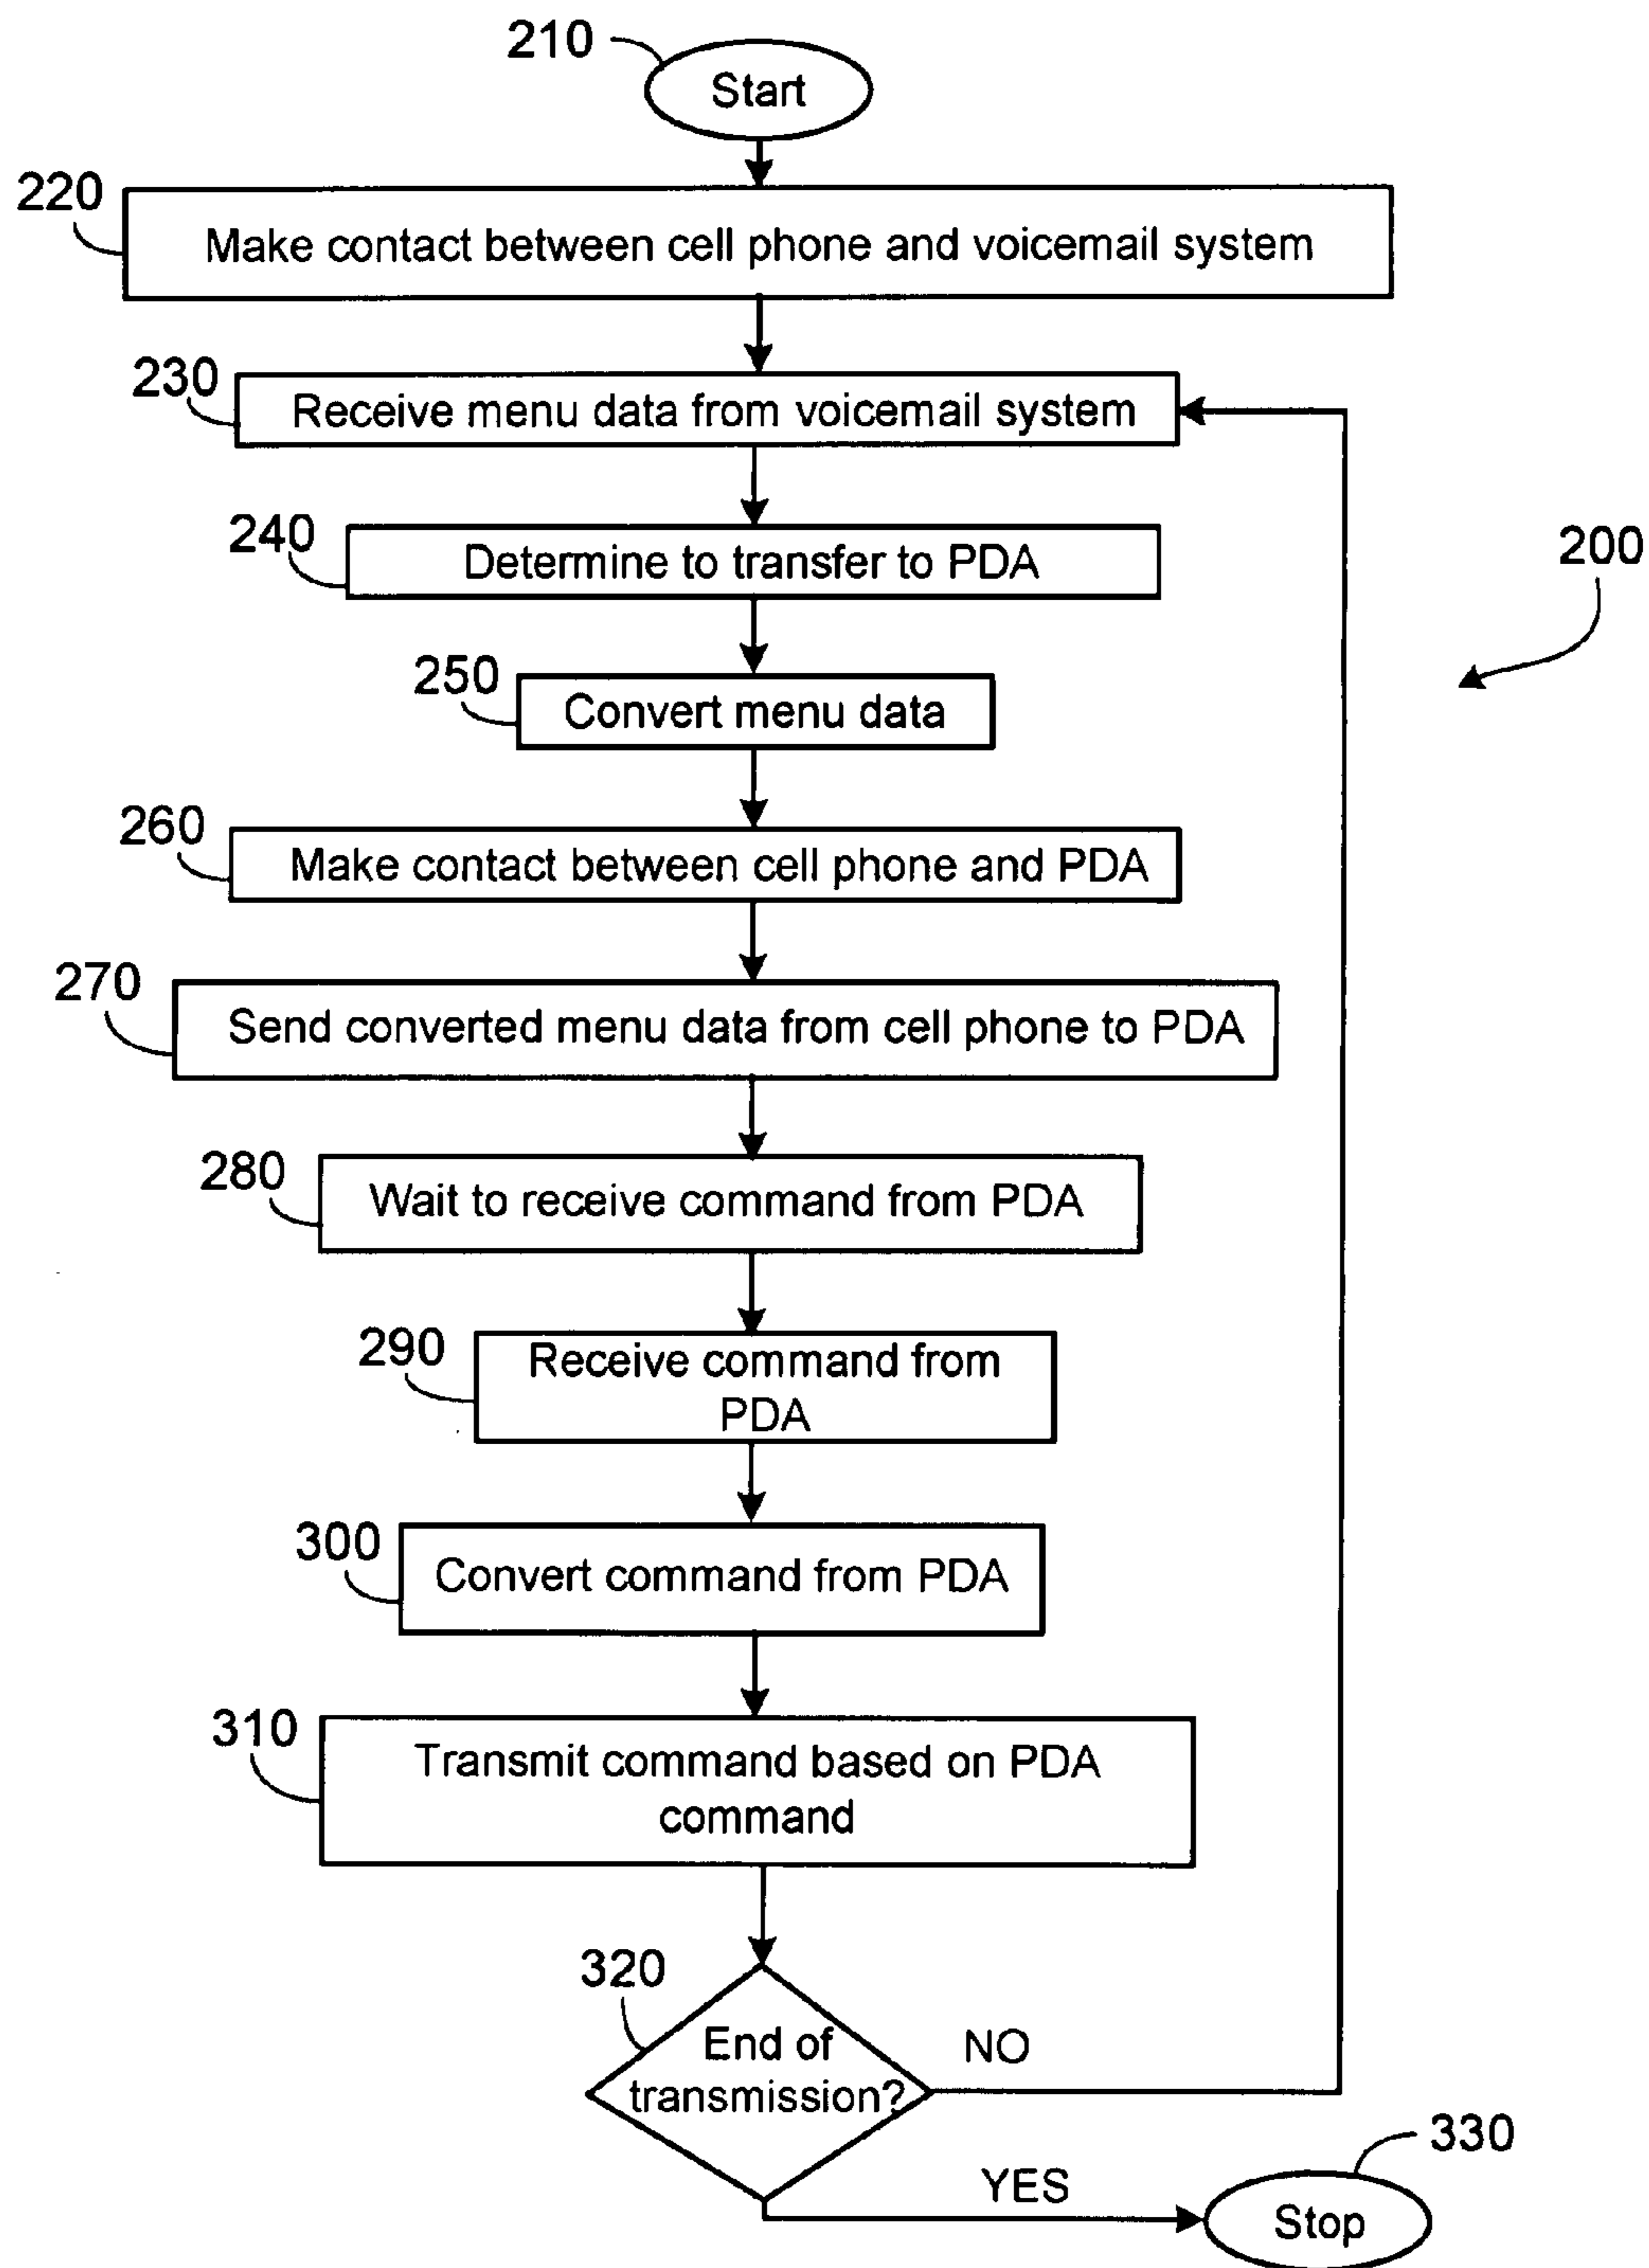 210
Start
220
Make contact between cell phone and voicemail system
230
Receive menu data from voicemail system
240
Determine to transfer to PDA
200
250
Convert menu data
260
Make contact between cell phone and PDA
270
Send converted menu data from cell phone to PDA
280
Wait to receive command from PDA
290
Receive command from
PDA
300
Convert command from PDA
310
Transmit command based on PDA
command
320
End of
transmission?
NO
330
YES
Stop